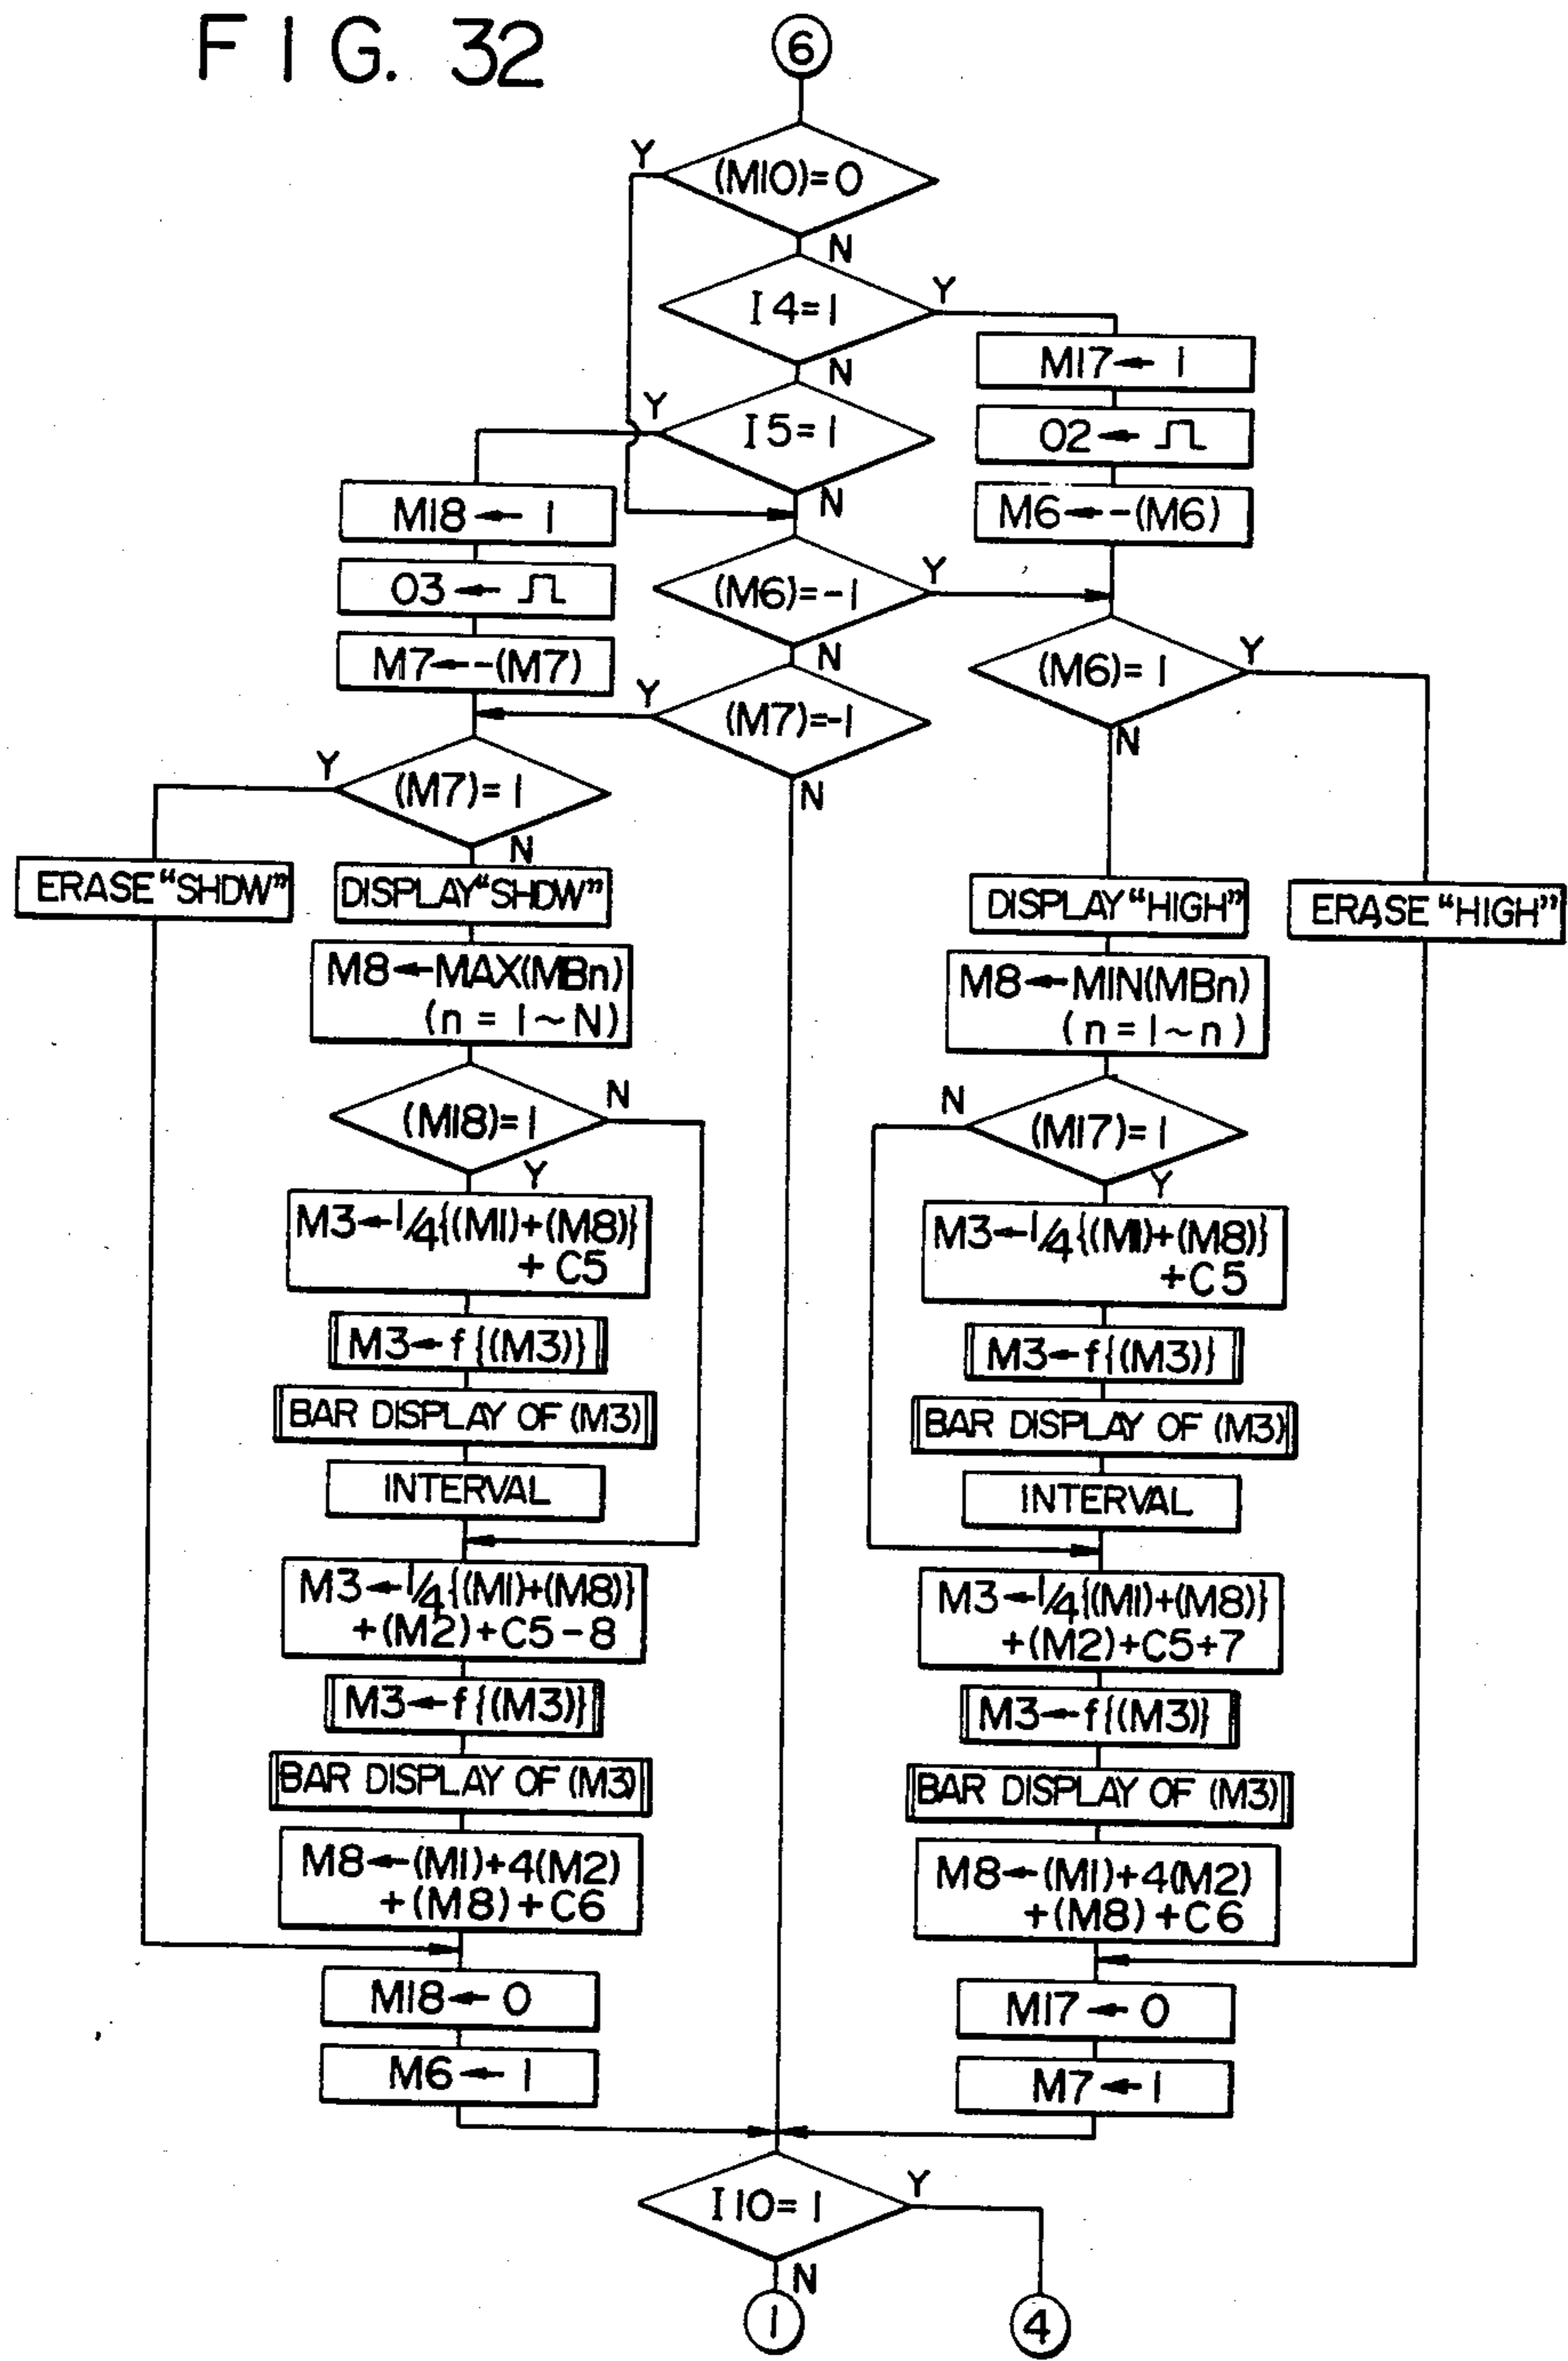 FIG. 32
6
(M10)=0
Y
N
I4=1
Y
N
M17← 1
O2←
M6←-(M6)
I5=1
Y
N
M18← 1
O3←
M7←-(M7)
(M6)=-1
Y
N
(M7)=-1
Y
N
(M6)=1
Y
N
(M7)=1
Y
N
ERASE "SHDW"
DISPLAY "SHDW"
DISPLAY "HIGH"
ERASE "HIGH"
M8←MAX(MBn)
(n = 1~N)
M8←MIN(MBn)
(n = 1~n)
(M18)=1
N
Y
(M17)=1
N
Y
M3←1/4{(M1)+(M8)}
+ C5
M3←1/4{(M1)+(M8)}
+C5
M3←f{(M3)}
M3←f{(M3)}
BAR DISPLAY OF (M3)
BAR DISPLAY OF (M3)
INTERVAL
INTERVAL
M3←1/4{(M1)+(M8)}
+(M2)+C5-8
M3←1/4{(M1)+(M8)}
+(M2)+C5+7
M3←f{(M3)}
M3←f{(M3)}
BAR DISPLAY OF (M3)
BAR DISPLAY OF (M3)
M8←(M1)+4(M2)
+(M8)+C6
M8←(M1)+4(M2)
+(M8)+C6
M18← 0
M17← 0
M6← 1
M7← 1
I10=1
Y
N
1
4